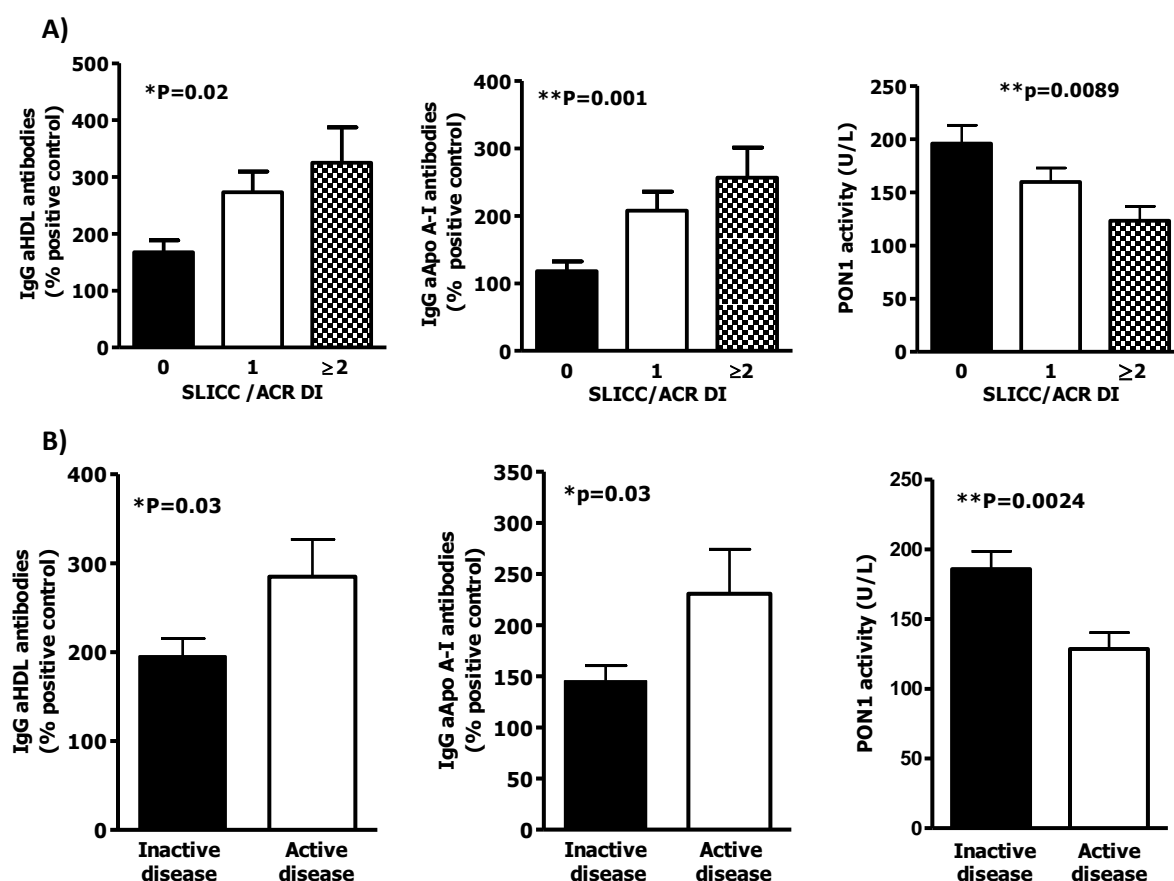 A)
IgG aHDL antibodies
(% positive control)
500
400
300
200
100
0
*P=0.02
0 1 ≥2
SLICC /ACR DI
IgG aApo A-I antibodies
(% positive control)
400
300
200
100
0
**P=0.001
0 1 ≥2
SLICC/ACR DI
PON1 activity (U/L)
250
200
150
100
50
0
**p=0.0089
0 1 ≥2
SLICC/ACR DI
B)
IgG aHDL antibodies
(% positive control)
400
300
200
100
0
*P=0.03
Inactive Active
disease disease
IgG aApo A-I antibodies
(% positive control)
350
300
250
200
150
100
50
0
*p=0.03
Inactive Active
disease disease
PON1 activity (U/L)
250
200
150
100
50
0
**P=0.0024
Inactive Active
disease disease